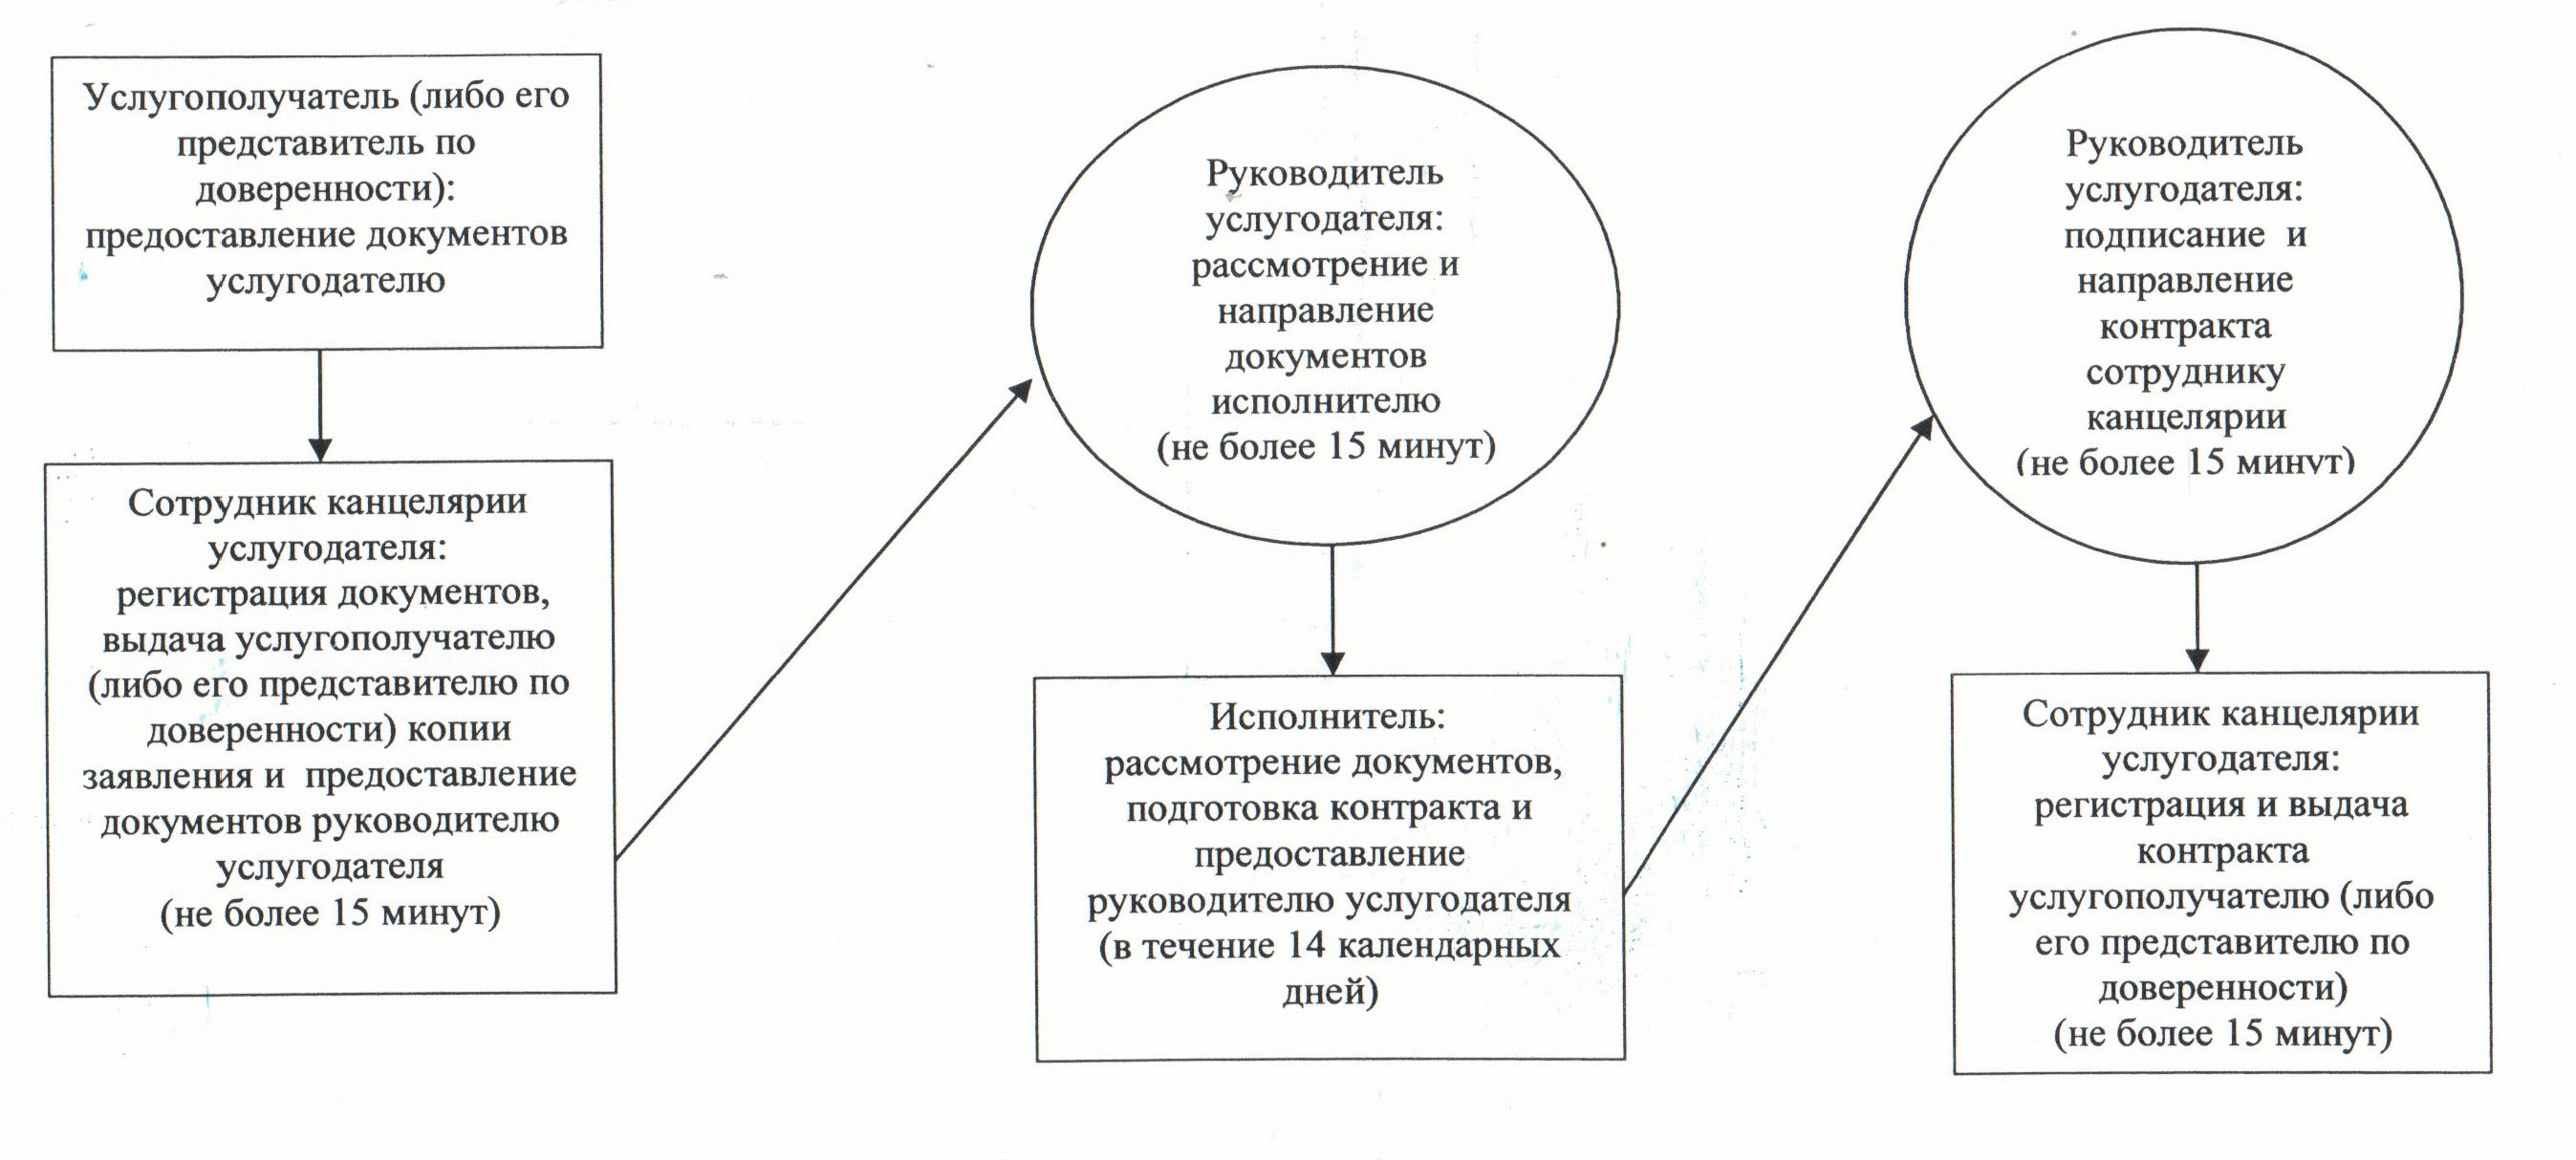 Услугополучатель (либо его
представитель по
доверенности):
предоставление документов
услугодателю
Сотрудник канцелярии
услугодателя:
регистрация документов,
выдача услугополучателю
(либо его представителю по
доверенности) копии
заявления и предоставление
документов руководителю
услугодателя
(не более 15 минут)
Руководитель
услугодателя:
рассмотрение и
направление
документов
исполнителю
(не более 15 минут)
Исполнитель:
рассмотрение документов,
подготовка контракта и
предоставление
руководителю услугодателя
(в течение 14 календарных
дней)
Руководитель
услугодателя:
подписание и
направление
контракта
сотруднику
канцелярии
(не более 15 минут)
Сотрудник канцелярии
услугодателя:
регистрация и выдача
контракта
услугополучателю (либо
его представителю по
доверенности)
(не более 15 минут)